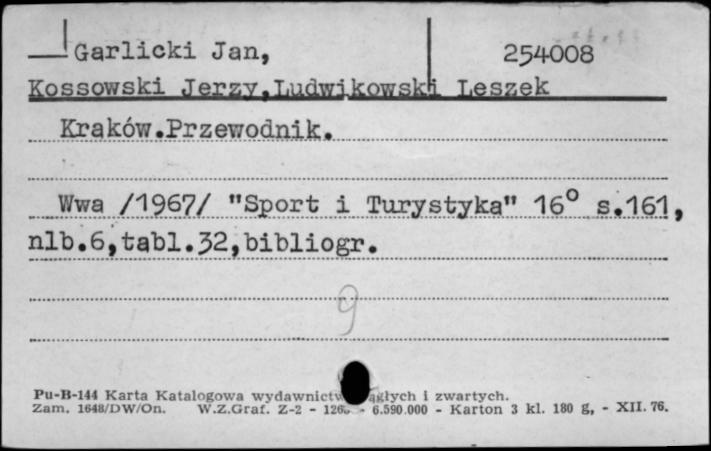 Garlicki Jan, 254008
Kossowski Jerzy,Ludwikowski Leszek
Kraków.Przewodnik.
Wwa /1967/ "Sport i Turystyka" 16° s.161,
nlb.6,tabl.32,bibliogr.
9
Pu-B-144 Karta Katalogowa wydawnictw ągłych i zwartych.
Zam. 1648/DW/On. W.Z.Graf. Z-2 - 126 - 6.590.000 - Karton 3 kl. 180 g, - XII. 76.